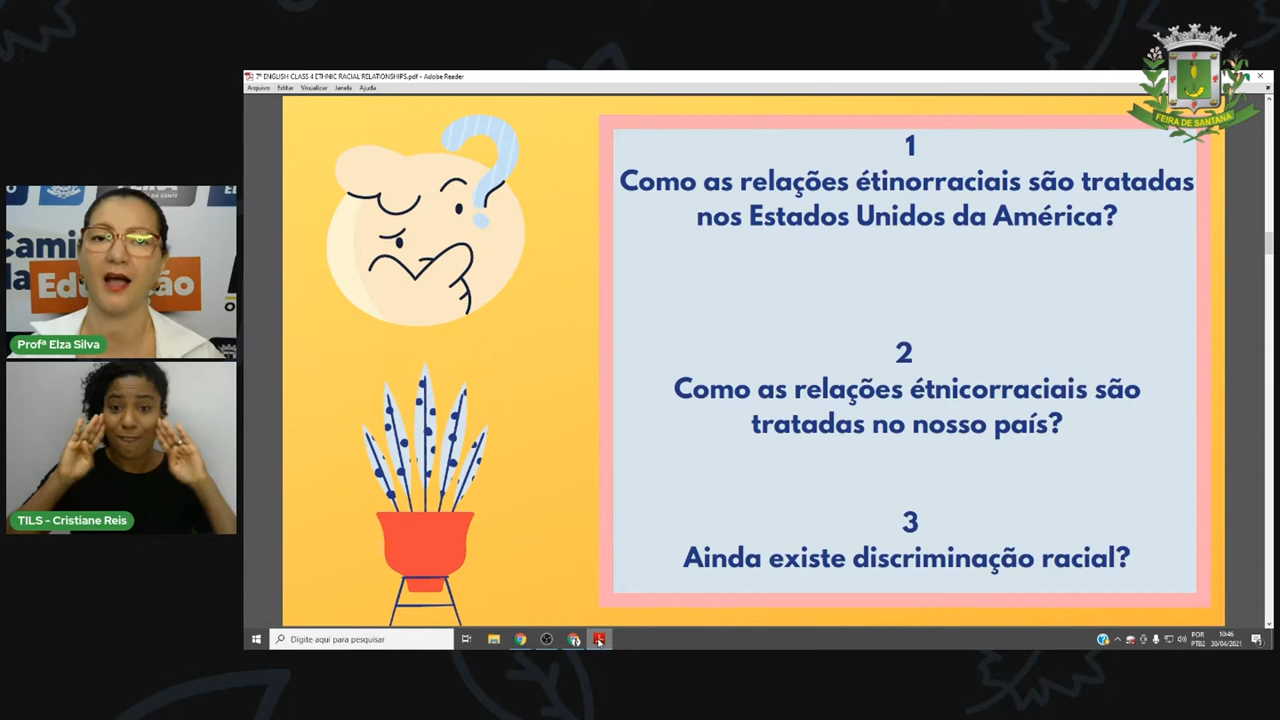 FEIRA DE SANTANA
7º ENGLISH CLASS 4 ETHNIC RACIAL RELATIONSHIPS.pdf - Adobe Reader
Arquivo Editar Visualizar Janela Ajuda
1
Como as relações étinorraciais são tratadas
nos Estados Unidos da América?
2
Como as relações étnicorraciais são
tratadas no nosso país?
3
Ainda existe discriminação racial?
Profª Elza Silva
TILS - Cristiane Reis
Digite aqui para pesquisar
POR
PTB2
10:46
30/04/2021